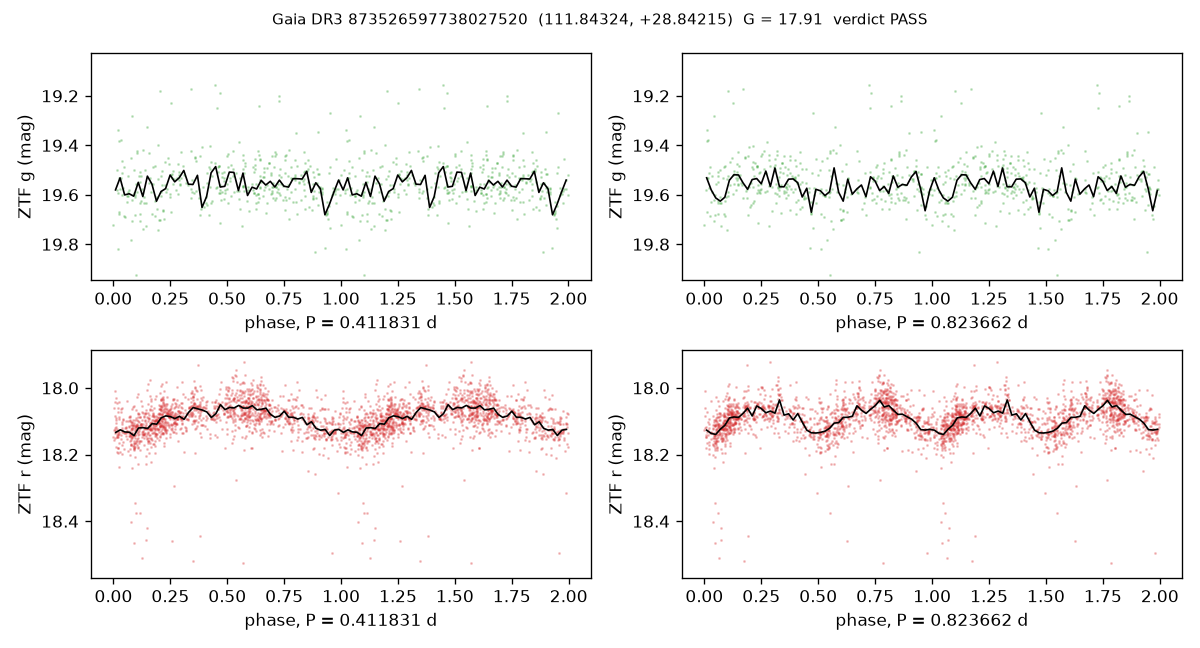 Gaia DR3 873526597738027520 (111.84324, +28.84215) G = 17.91 verdict PASS
ZTF g (mag)
19.2
19.4
19.6
19.8
0.00 0.25 0.50 0.75 1.00 1.25 1.50 1.75 2.00
phase, P = 0.411831 d
ZTF g (mag)
19.2
19.4
19.6
19.8
0.00 0.25 0.50 0.75 1.00 1.25 1.50 1.75 2.00
phase, P = 0.823662 d
ZTF r (mag)
18.0
18.2
18.4
0.00 0.25 0.50 0.75 1.00 1.25 1.50 1.75 2.00
phase, P = 0.411831 d
ZTF r (mag)
18.0
18.2
18.4
0.00 0.25 0.50 0.75 1.00 1.25 1.50 1.75 2.00
phase, P = 0.823662 d